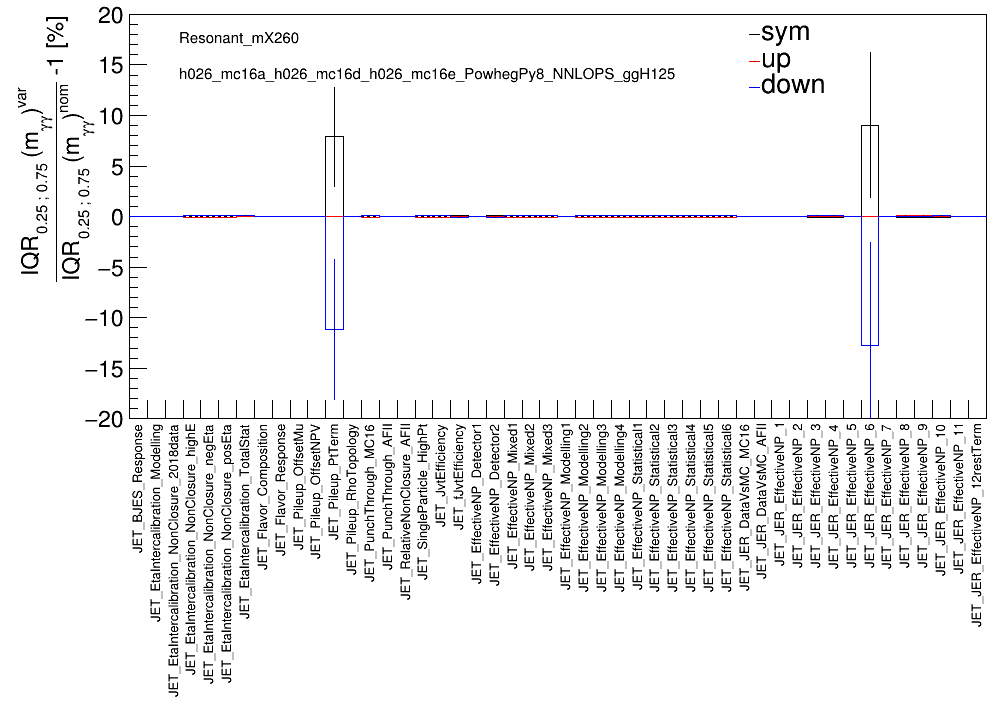 20
15
10
5
0
−5
−10
−15
−20
IQR0.25 ; 0.75 (mγγ)var
IQR0.25 ; 0.75 (mγγ)nom
-1 [%]
Resonant_mX260
h026_mc16a_h026_mc16d_h026_mc16e_PowhegPy8_NNLOPS_ggH125
sym
up
down
JET_BJES_Response
JET_EtaIntercalibration_Modelling
JET_EtaIntercalibration_NonClosure_2018data
JET_EtaIntercalibration_NonClosure_highE
JET_EtaIntercalibration_NonClosure_negEta
JET_EtaIntercalibration_NonClosure_posEta
JET_EtaIntercalibration_TotalStat
JET_Flavor_Composition
JET_Flavor_Response
JET_Pileup_OffsetMu
JET_Pileup_OffsetNPV
JET_Pileup_PtTerm
JET_Pileup_RhoTopology
JET_PunchThrough_MC16
JET_PunchThrough_AFII
JET_RelativeNonClosure_AFII
JET_SingleParticle_HighPt
JET_JvtEfficiency
JET_fJvtEfficiency
JET_EffectiveNP_Detector1
JET_EffectiveNP_Detector2
JET_EffectiveNP_Mixed1
JET_EffectiveNP_Mixed2
JET_EffectiveNP_Mixed3
JET_EffectiveNP_Modelling1
JET_EffectiveNP_Modelling2
JET_EffectiveNP_Modelling3
JET_EffectiveNP_Modelling4
JET_EffectiveNP_Statistical1
JET_EffectiveNP_Statistical2
JET_EffectiveNP_Statistical3
JET_EffectiveNP_Statistical4
JET_EffectiveNP_Statistical5
JET_EffectiveNP_Statistical6
JET_JER_DataVsMC_MC16
JET_JER_DataVsMC_AFII
JET_JER_EffectiveNP_1
JET_JER_EffectiveNP_2
JET_JER_EffectiveNP_3
JET_JER_EffectiveNP_4
JET_JER_EffectiveNP_5
JET_JER_EffectiveNP_6
JET_JER_EffectiveNP_7
JET_JER_EffectiveNP_8
JET_JER_EffectiveNP_9
JET_JER_EffectiveNP_10
JET_JER_EffectiveNP_11
JET_JER_EffectiveNP_12restTerm